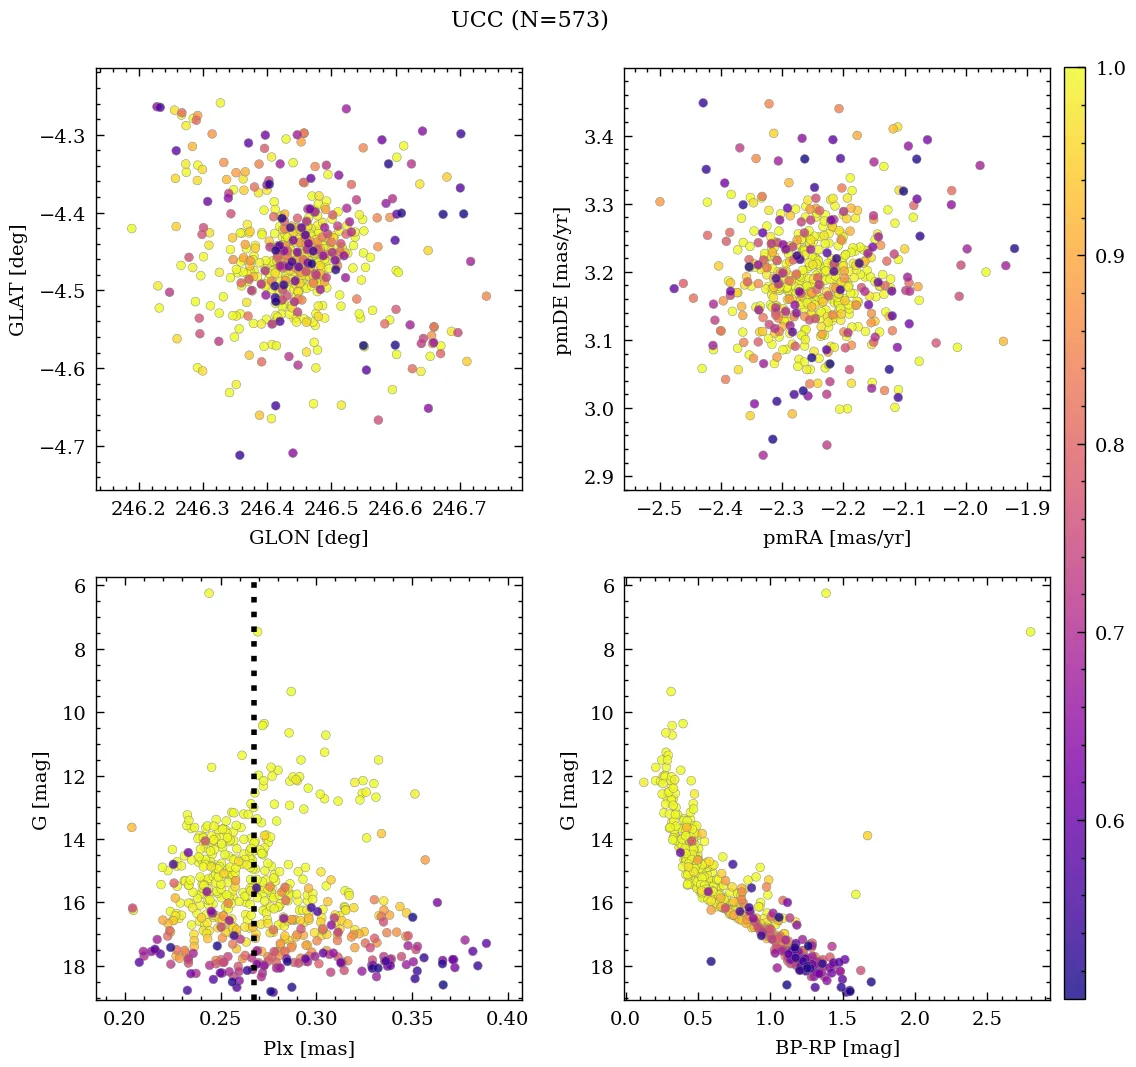 UCC (N=573)
−4.3
−4.4
−4.5
−4.6
−4.7
GLAT [deg]
246.2 246.3 246.4 246.5 246.6 246.7
GLON [deg]
3.4
3.3
3.2
3.1
3.0
2.9
pmDE [mas/yr]
−2.5 −2.4 −2.3 −2.2 −2.1 −2.0 −1.9
pmRA [mas/yr]
1.0
0.9
0.8
0.7
0.6
6
8
10
12
14
16
18
G [mag]
0.20 0.25 0.30 0.35 0.40
Plx [mas]
6
8
10
12
14
16
18
G [mag]
0.0 0.5 1.0 1.5 2.0 2.5
BP-RP [mag]